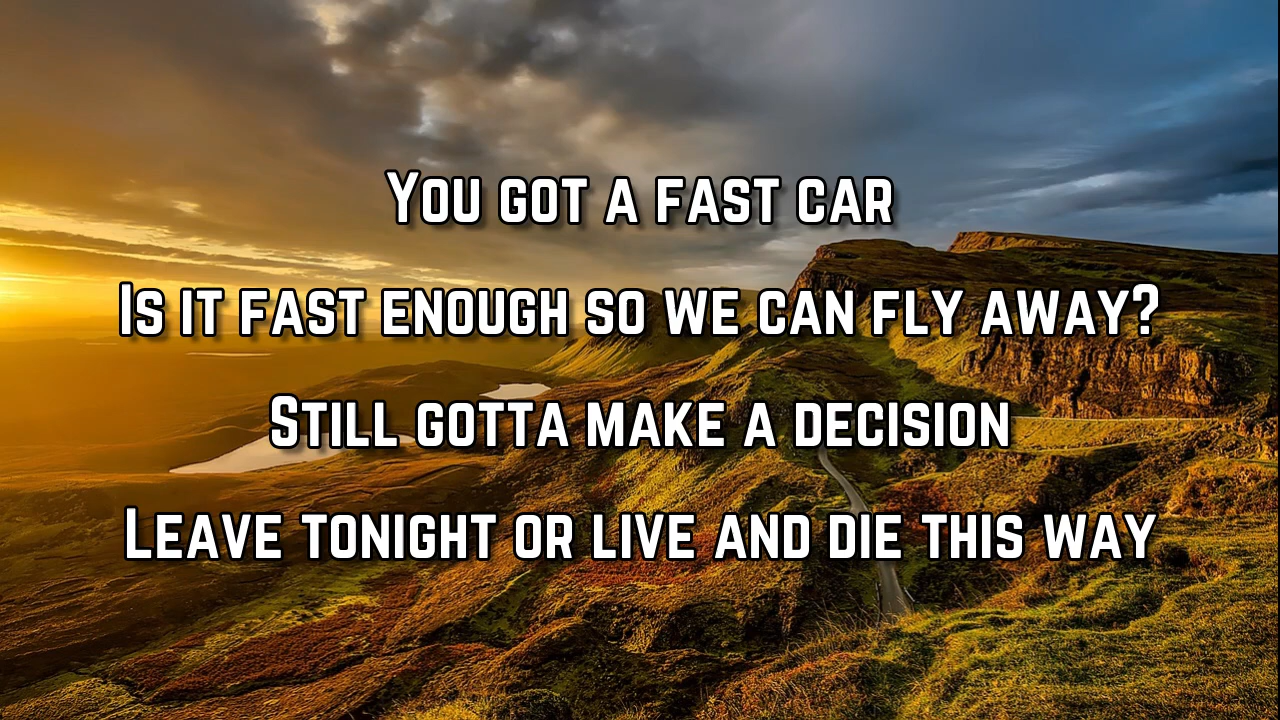 You got a fast car
Is it fast enough so we can fly away?
Still gotta make a decision
Leave tonight or live and die this way